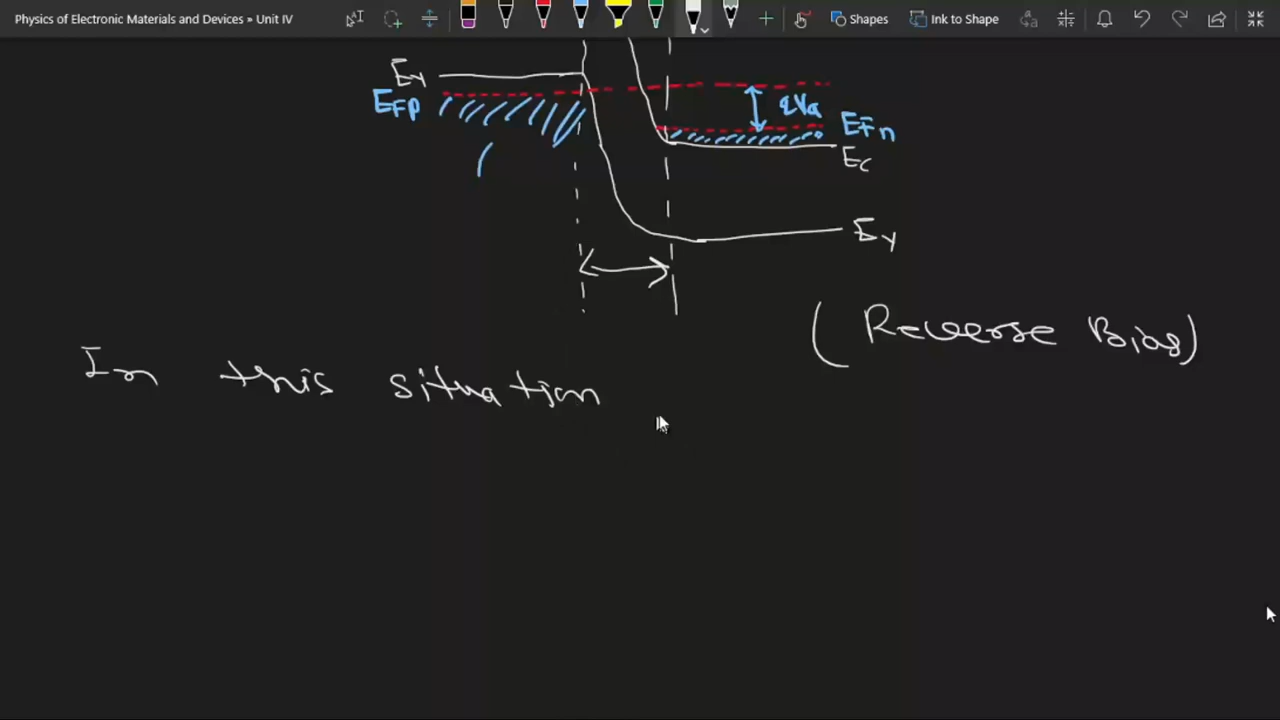 Physics of Electronic Materials and Devices » Unit IV
Shapes
Ink to Shape
Ev
EFp
qVa
EFn
Ec
Ev
(Reverse Bias)
In this situation